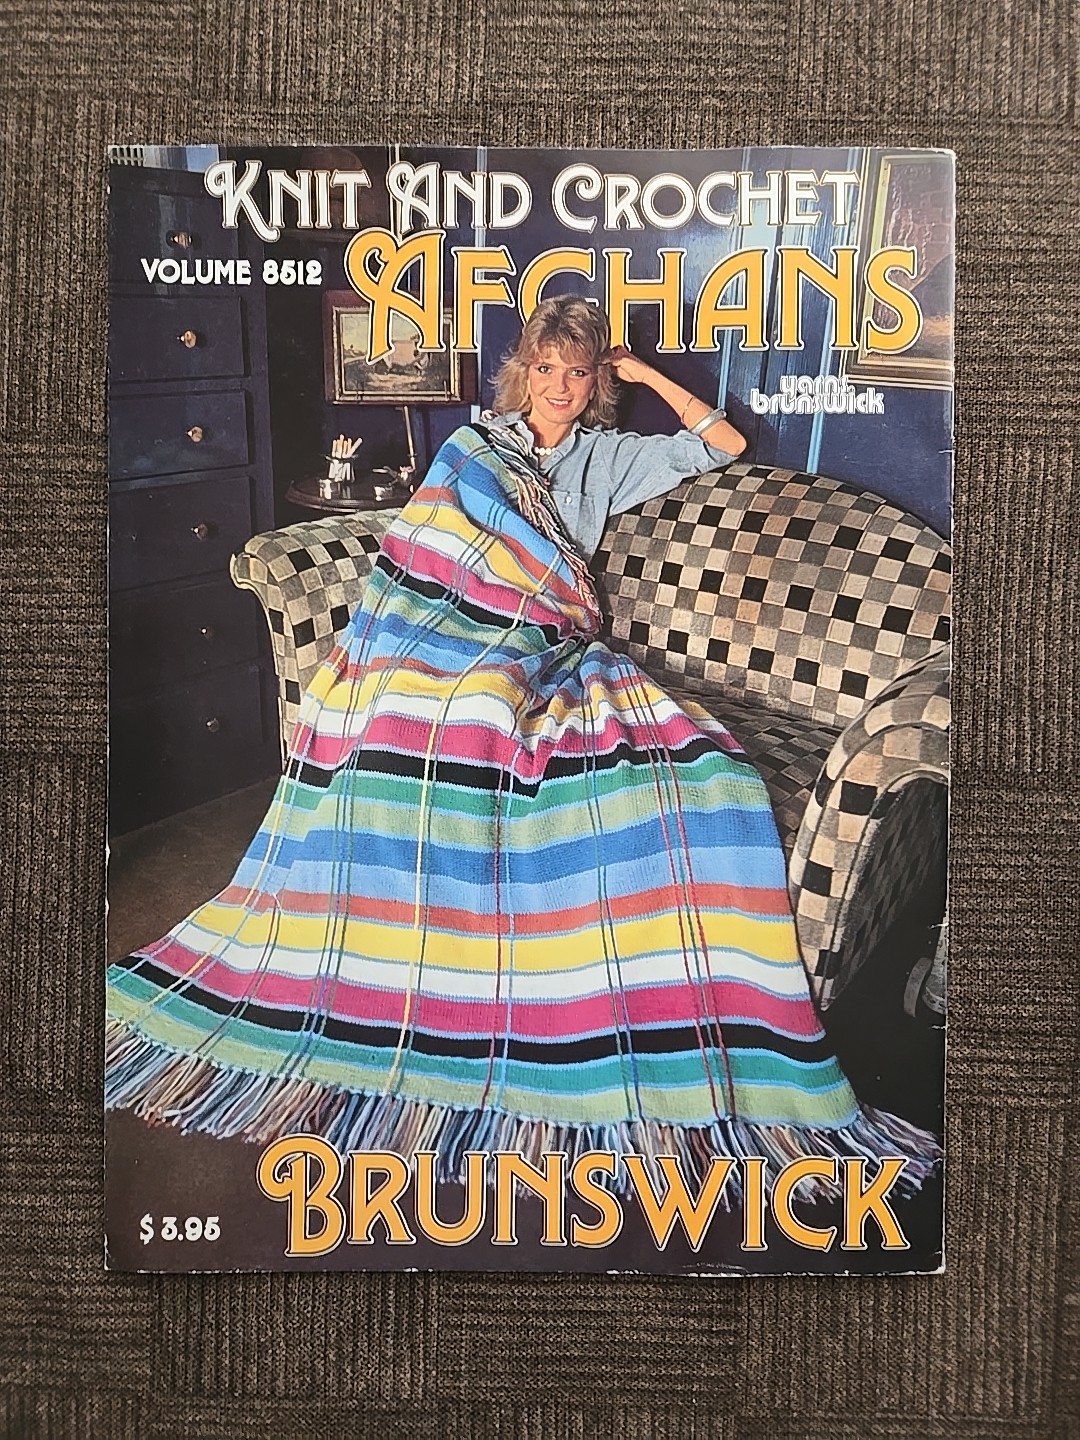 KNIT AND CROCHET
VOLUME 8512
AFGHANS
yarns
brunswick
BRUNSWICK
$3.95